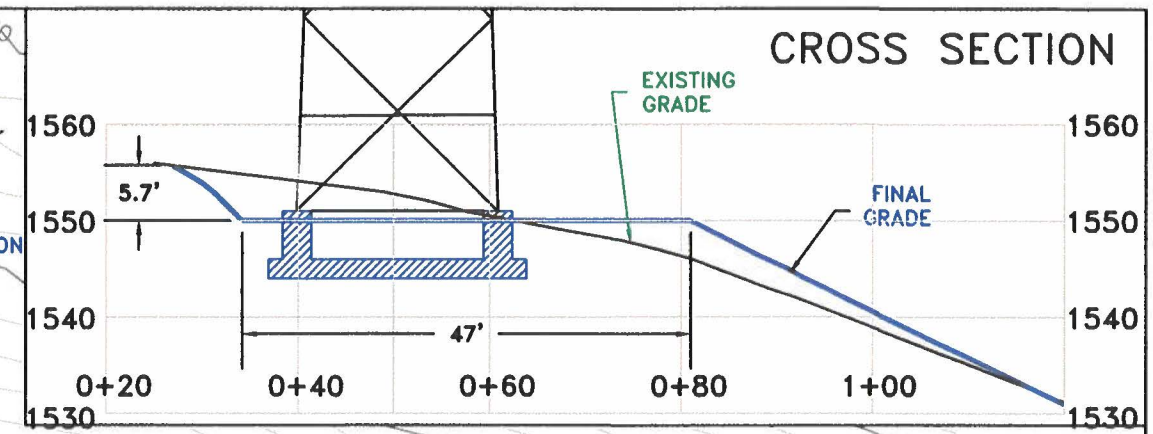 CROSS SECTION
EXISTING
GRADE
1560
1560
5.7'
FINAL
GRADE
1550
1550
ON
1540
47'
1540
0+20
0+40
0+60
0+80
1+00
1530
1530